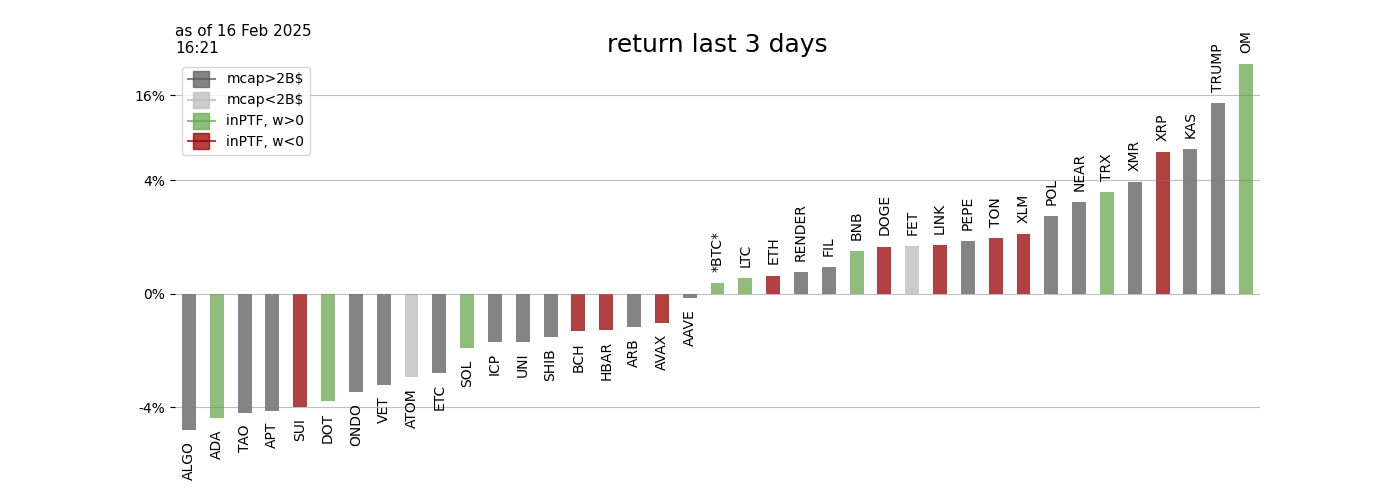 as of 16 Feb 2025
16:21
return last 3 days
mcap>2B$
mcap<2B$
inPTF, w>0
inPTF, w<0
16%
4%
0%
-4%
ALGO
ADA
TAO
APT
SUI
DOT
ONDO
VET
ATOM
ETC
SOL
ICP
UNI
SHIB
BCH
HBAR
ARB
AVAX
AAVE
*BTC*
LTC
ETH
RENDER
FIL
BNB
DOGE
FET
LINK
PEPE
TON
XLM
POL
NEAR
TRX
XMR
XRP
KAS
TRUMP
OM